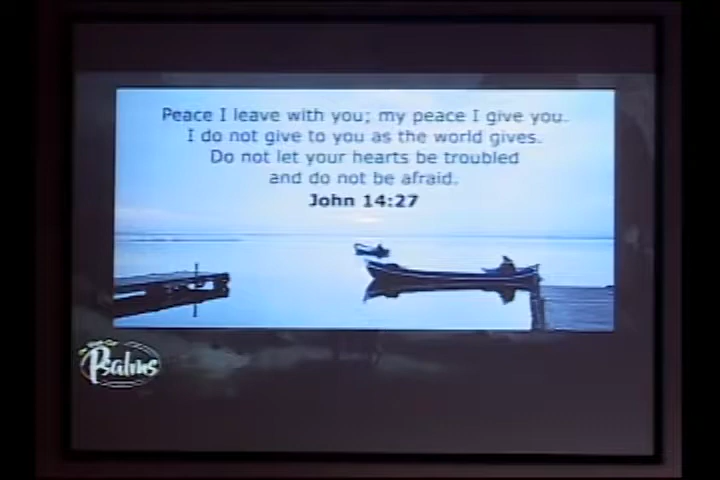 Peace I leave with you; my peace I give you.
I do not give to you as the world gives.
Do not let your hearts be troubled
and do not be afraid.
John 14:27
Psalms